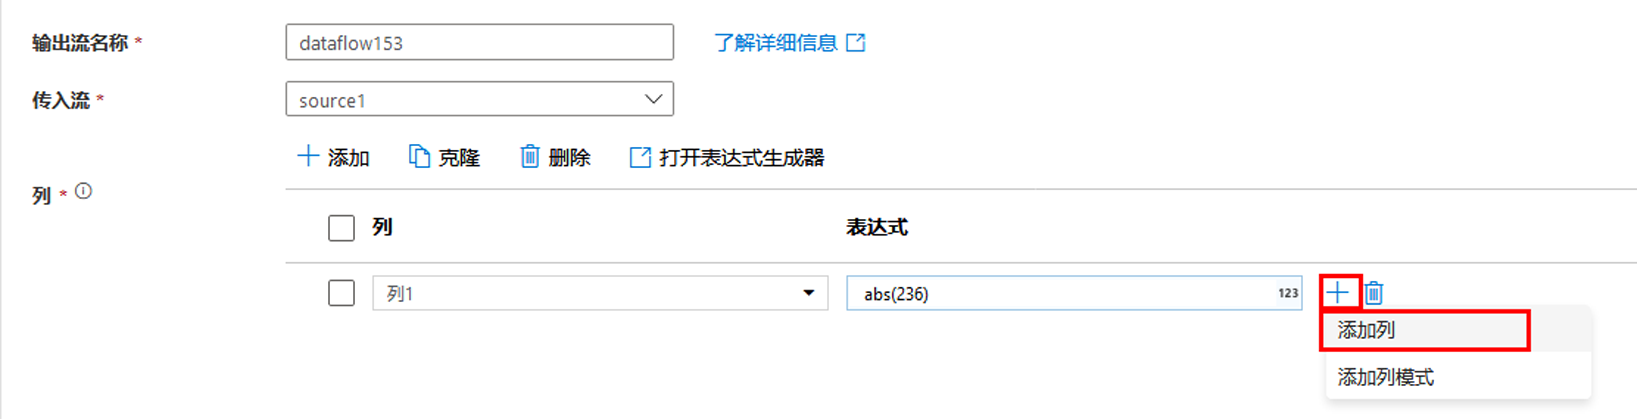 输出流名称 * dataflow153 了解详细信息
传入流 * source1
添加 克隆 删除 打开表达式生成器
列 *
列 表达式
列1 abs(236) 123
添加列
添加列模式